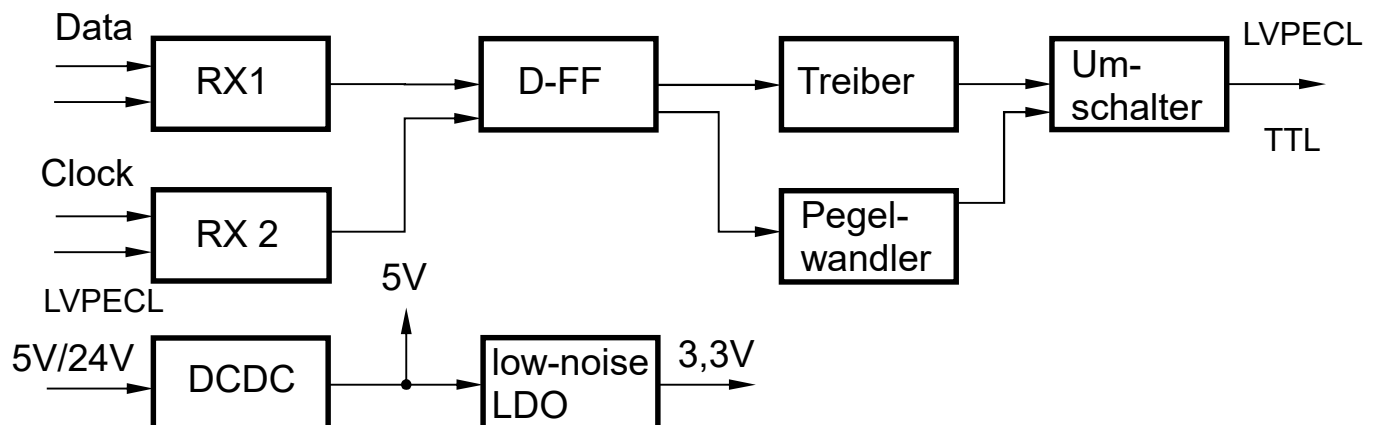 Data
RX1
D-FF
Treiber
Um-
schalter
LVPECL
TTL
Clock
RX 2
Pegel-
wandler
LVPECL
5V
5V/24V
DCDC
low-noise
LDO
3,3V